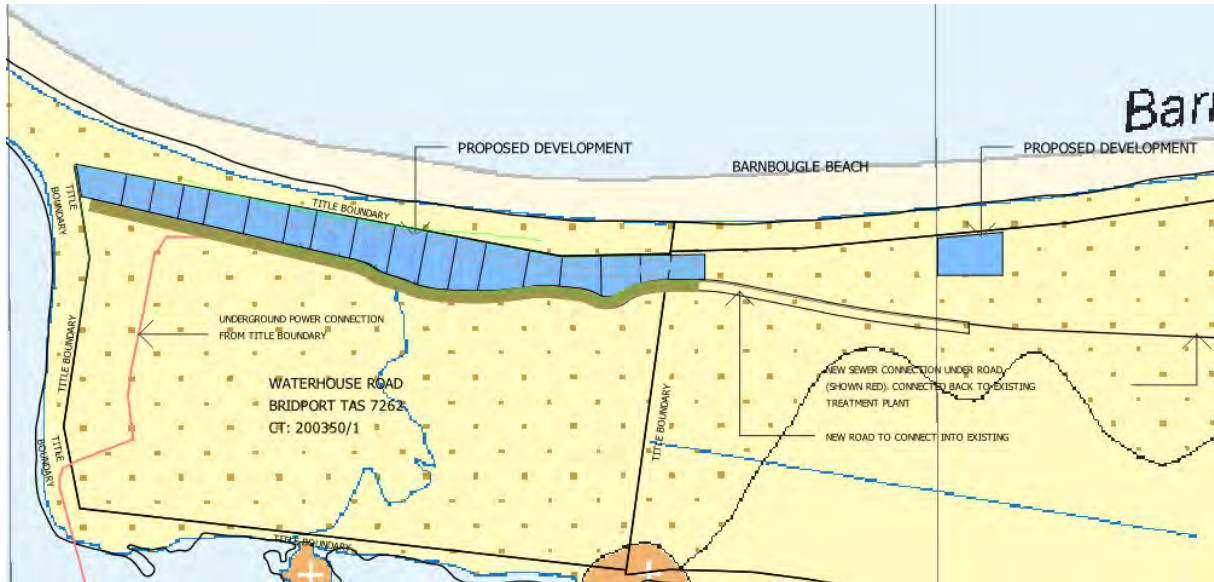 Bar
PROPOSED DEVELOPMENT
PROPOSED DEVELOPMENT
BARNBOUGLE BEACH
TITLE
BOUNDARY
TITLE BOUNDARY
UNDERGROUND POWER CONNECTION
FROM TITLE BOUNDARY
TITLE BOUNDARY
WATERHOUSE ROAD
BRIDPORT TAS 7262
CT: 200350/1
NEW SEWER CONNECTION UNDER ROAD
(SHOWN RED). CONNECTED BACK TO EXISTING
TREATMENT PLANT
NEW ROAD TO CONNECT INTO EXISTING
TITLE BOUNDARY
TITLE
BOUNDARY
TITLE BOUNDARY